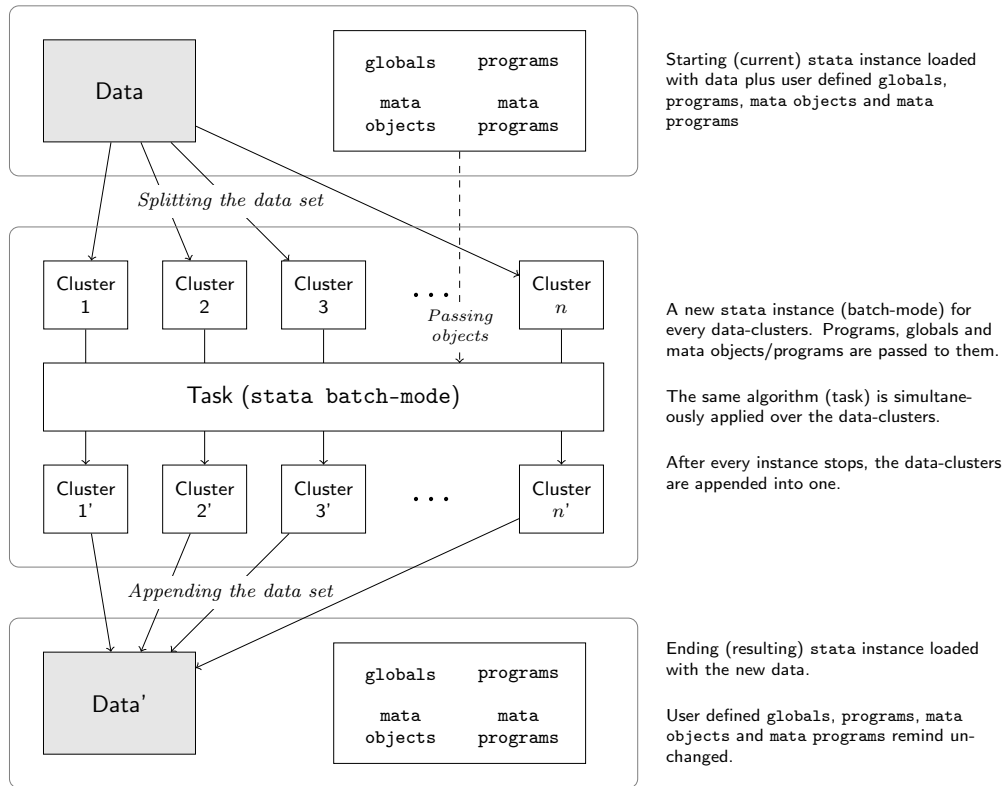 Data
globals programs
mata mata
objects programs
Starting (current) stata instance loaded
with data plus user defined globals,
programs, mata objects and mata
programs
Splitting the data set
Cluster
1
Cluster
2
Cluster
3
...
Cluster
n
Passing
objects
Task (stata batch-mode)
Cluster
1'
Cluster
2'
Cluster
3'
...
Cluster
n'
A new stata instance (batch-mode) for
every data-clusters. Programs, globals and
mata objects/programs are passed to them.
The same algorithm (task) is simultane-
ously applied over the data-clusters.
After every instance stops, the data-clusters
are appended into one.
Appending the data set
Data'
globals programs
mata mata
objects programs
Ending (resulting) stata instance loaded
with the new data.
User defined globals, programs, mata
objects and mata programs remind un-
changed.